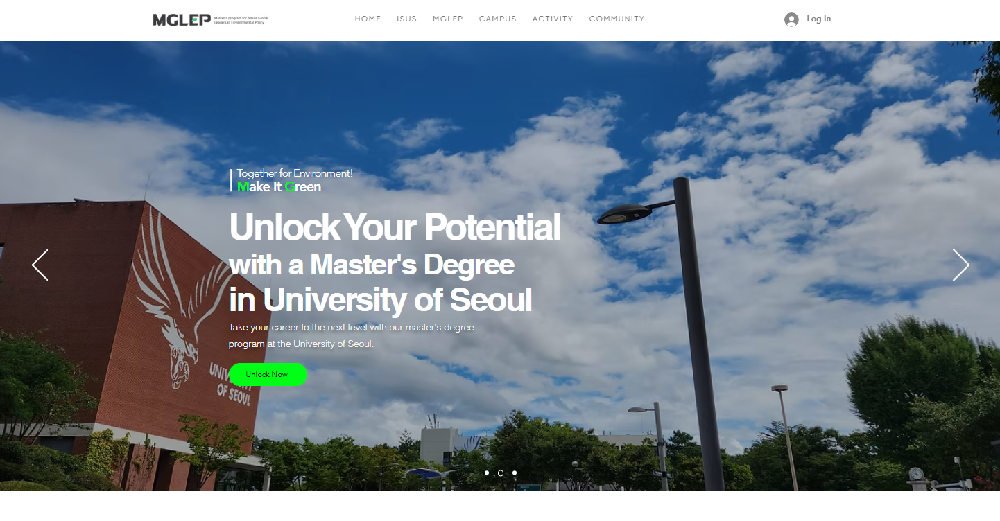 MGLEP
Master's program for future Global
Leaders in Environmental Policy
HOME ISUS MGLEP CAMPUS ACTIVITY COMMUNITY
Log In
Together for Environment!
Make It Green
Unlock Your Potential
with a Master's Degree
in University of Seoul
Take your career to the next level with our master's degree
program at the University of Seoul.
Unlock Now
OF SEOUL